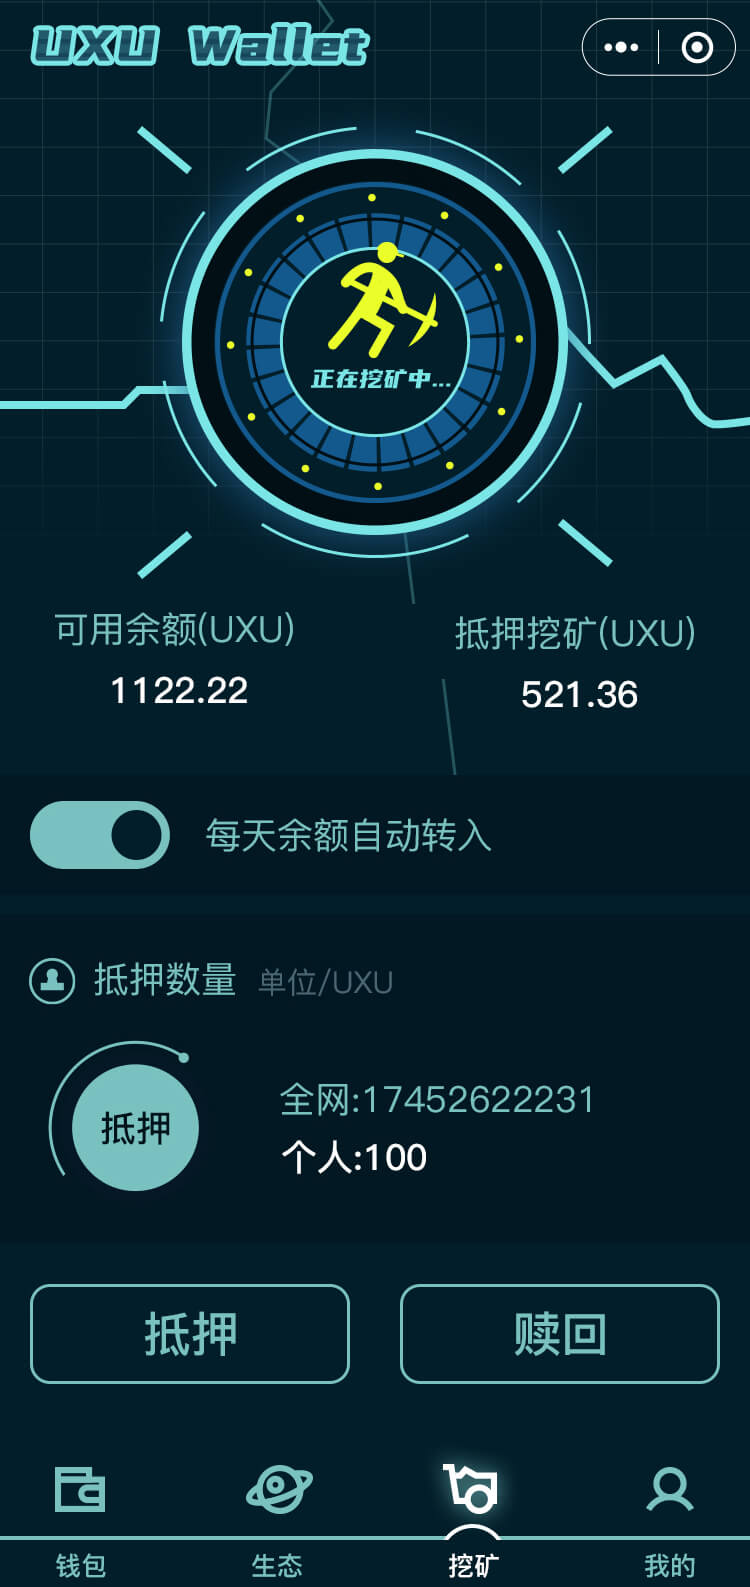 UXU Wallet
正在挖矿中...
可用余额(UXU)
抵押挖矿(UXU)
1122.22
521.36
每天余额自动转入
抵押数量 单位/UXU
抵押
全网:17452622231
个人:100
抵押
赎回
钱包
生态
挖矿
我的